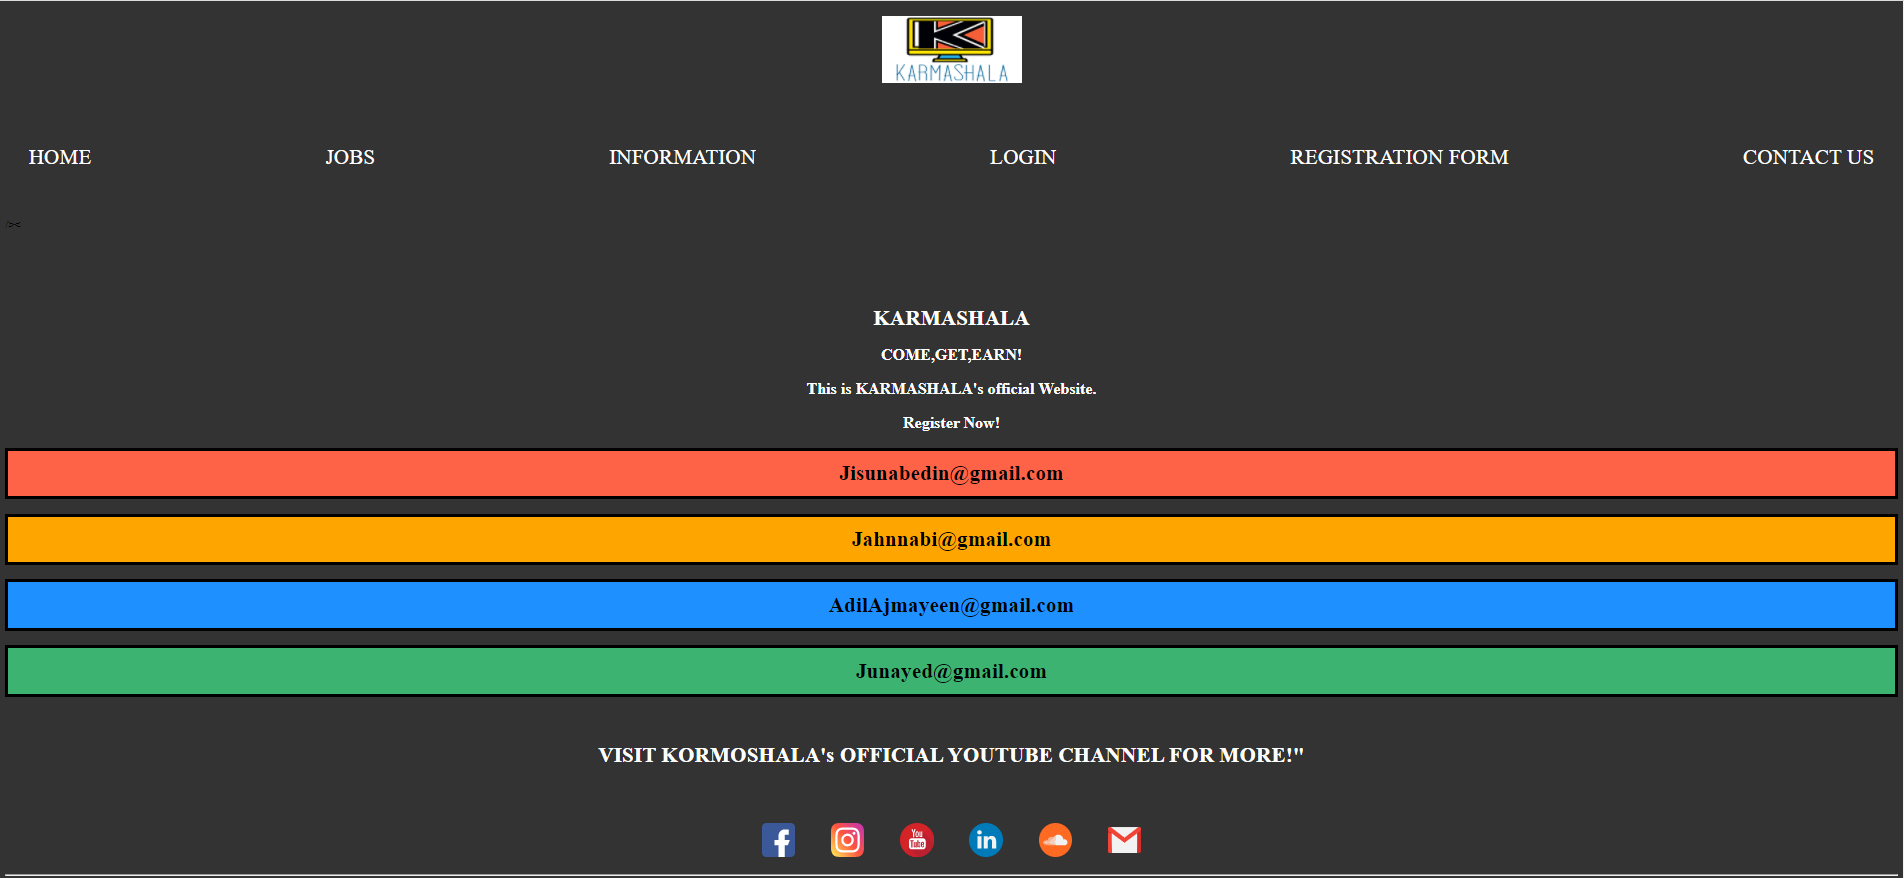 KARMASHALA
HOME JOBS INFORMATION LOGIN REGISTRATION FORM CONTACT US
/><
KARMASHALA
COME,GET,EARN!
This is KARMASHALA's official Website.
Register Now!
Jisunabedin@gmail.com
Jahnnabi@gmail.com
AdilAjmayeen@gmail.com
Junayed@gmail.com
VISIT KORMOSHALA's OFFICIAL YOUTUBE CHANNEL FOR MORE!"
You
Tube
in